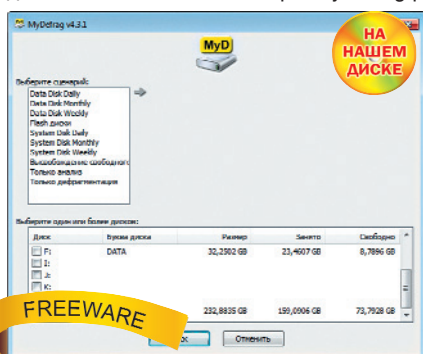 MyDefrag v4.3.1
MyD
НА
НАШЕМ
ДИСКЕ
Выберите сценарий:
Data Disk Daily
Data Disk Monthly
Data Disk Weekly
Flash диски
System Disk Daily
System Disk Monthly
System Disk Weekly
Высвобождение свободного
Только анализ
Только дефрагментация
Выберите один или более дисков:
Диск Буква диска Размер Занято Свободно
F: DATA 32,2502 GB 23,4607 GB 8,7896 GB
I:
J:
K:
232,8835 GB 159,0906 GB 73,7928 GB
FREEWARE
Отменить